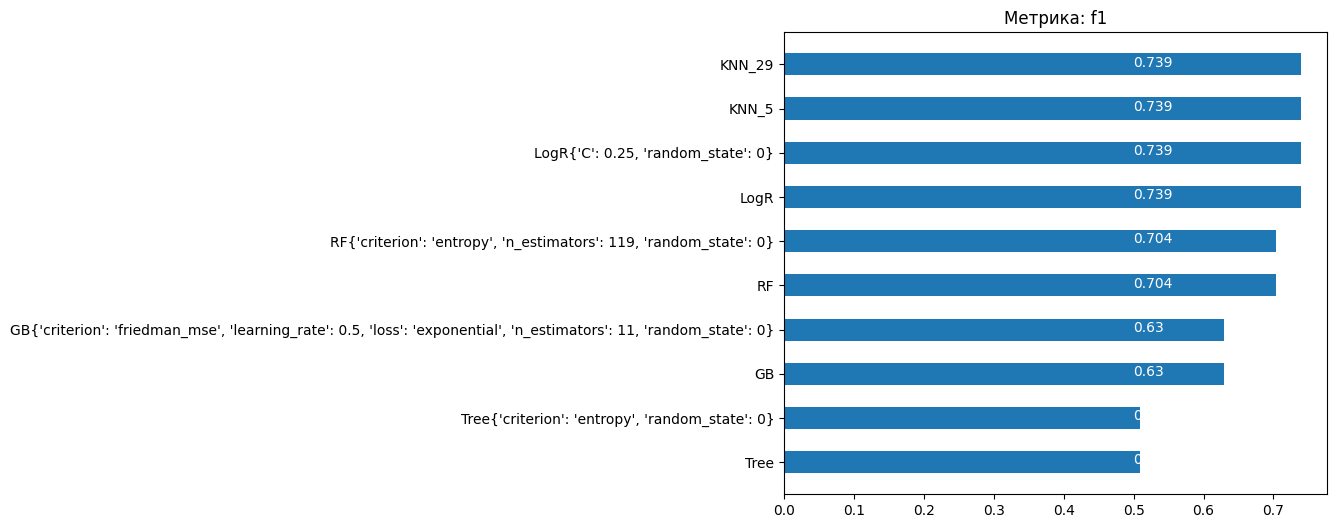 Метрика: f1
KNN_29 0.739
KNN_5 0.739
LogR{'C': 0.25, 'random_state': 0} 0.739
LogR 0.739
RF{'criterion': 'entropy', 'n_estimators': 119, 'random_state': 0} 0.704
RF 0.704
GB{'criterion': 'friedman_mse', 'learning_rate': 0.5, 'loss': 'exponential', 'n_estimators': 11, 'random_state': 0} 0.63
GB 0.63
Tree{'criterion': 'entropy', 'random_state': 0}
Tree
0.0 0.1 0.2 0.3 0.4 0.5 0.6 0.7